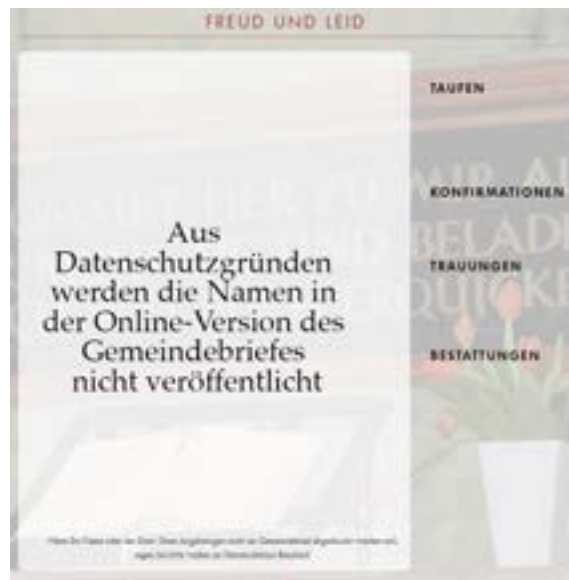 FREUD UND LEID
TAUFEN
KONFIRMATIONEN
TRAUUNGEN
BESTATTUNGEN
Aus
Datenschutzgründen
werden die Namen in
der Online-Version des
Gemeindebriefes
nicht veröffentlicht